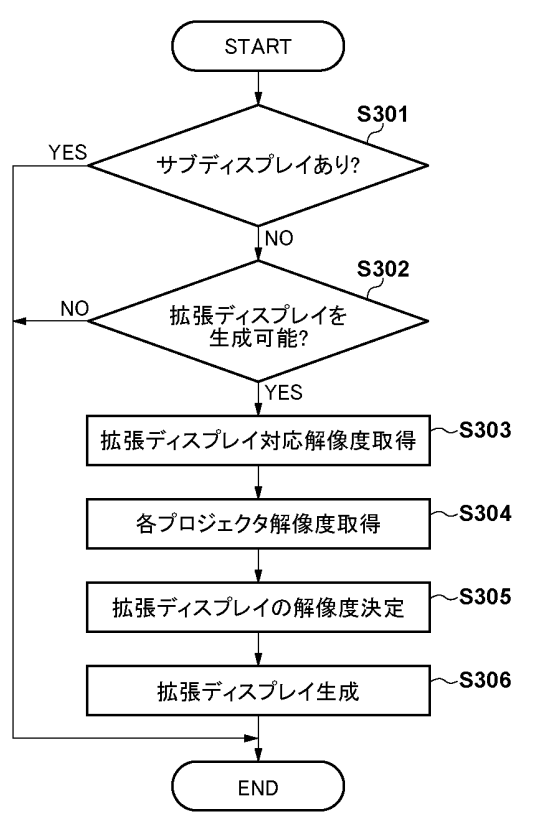 START
S301
サブディスプレイあり?
YES
NO
S302
拡張ディスプレイを
生成可能?
NO
YES
拡張ディスプレイ対応解像度取得
S303
各プロジェクタ解像度取得
S304
拡張ディスプレイの解像度決定
S305
拡張ディスプレイ生成
S306
END